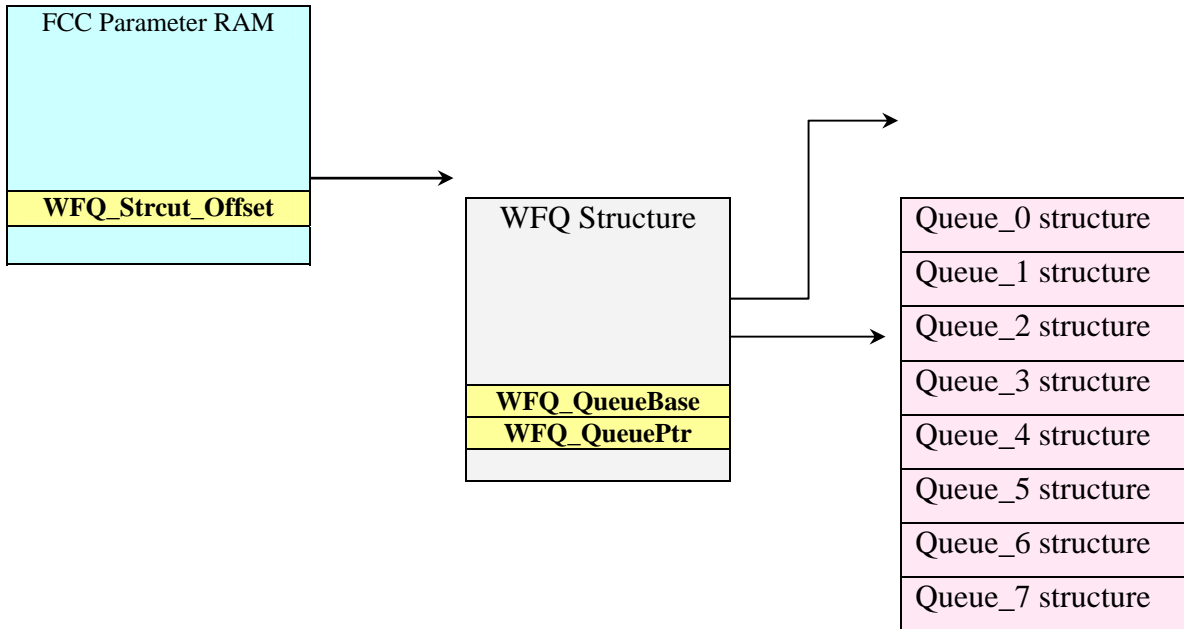 FCC Parameter RAM
WFQ_Strcut_Offset
WFQ Structure
WFQ_QueueBase
WFQ_QueuePtr
Queue_0 structure
Queue_1 structure
Queue_2 structure
Queue_3 structure
Queue_4 structure
Queue_5 structure
Queue_6 structure
Queue_7 structure